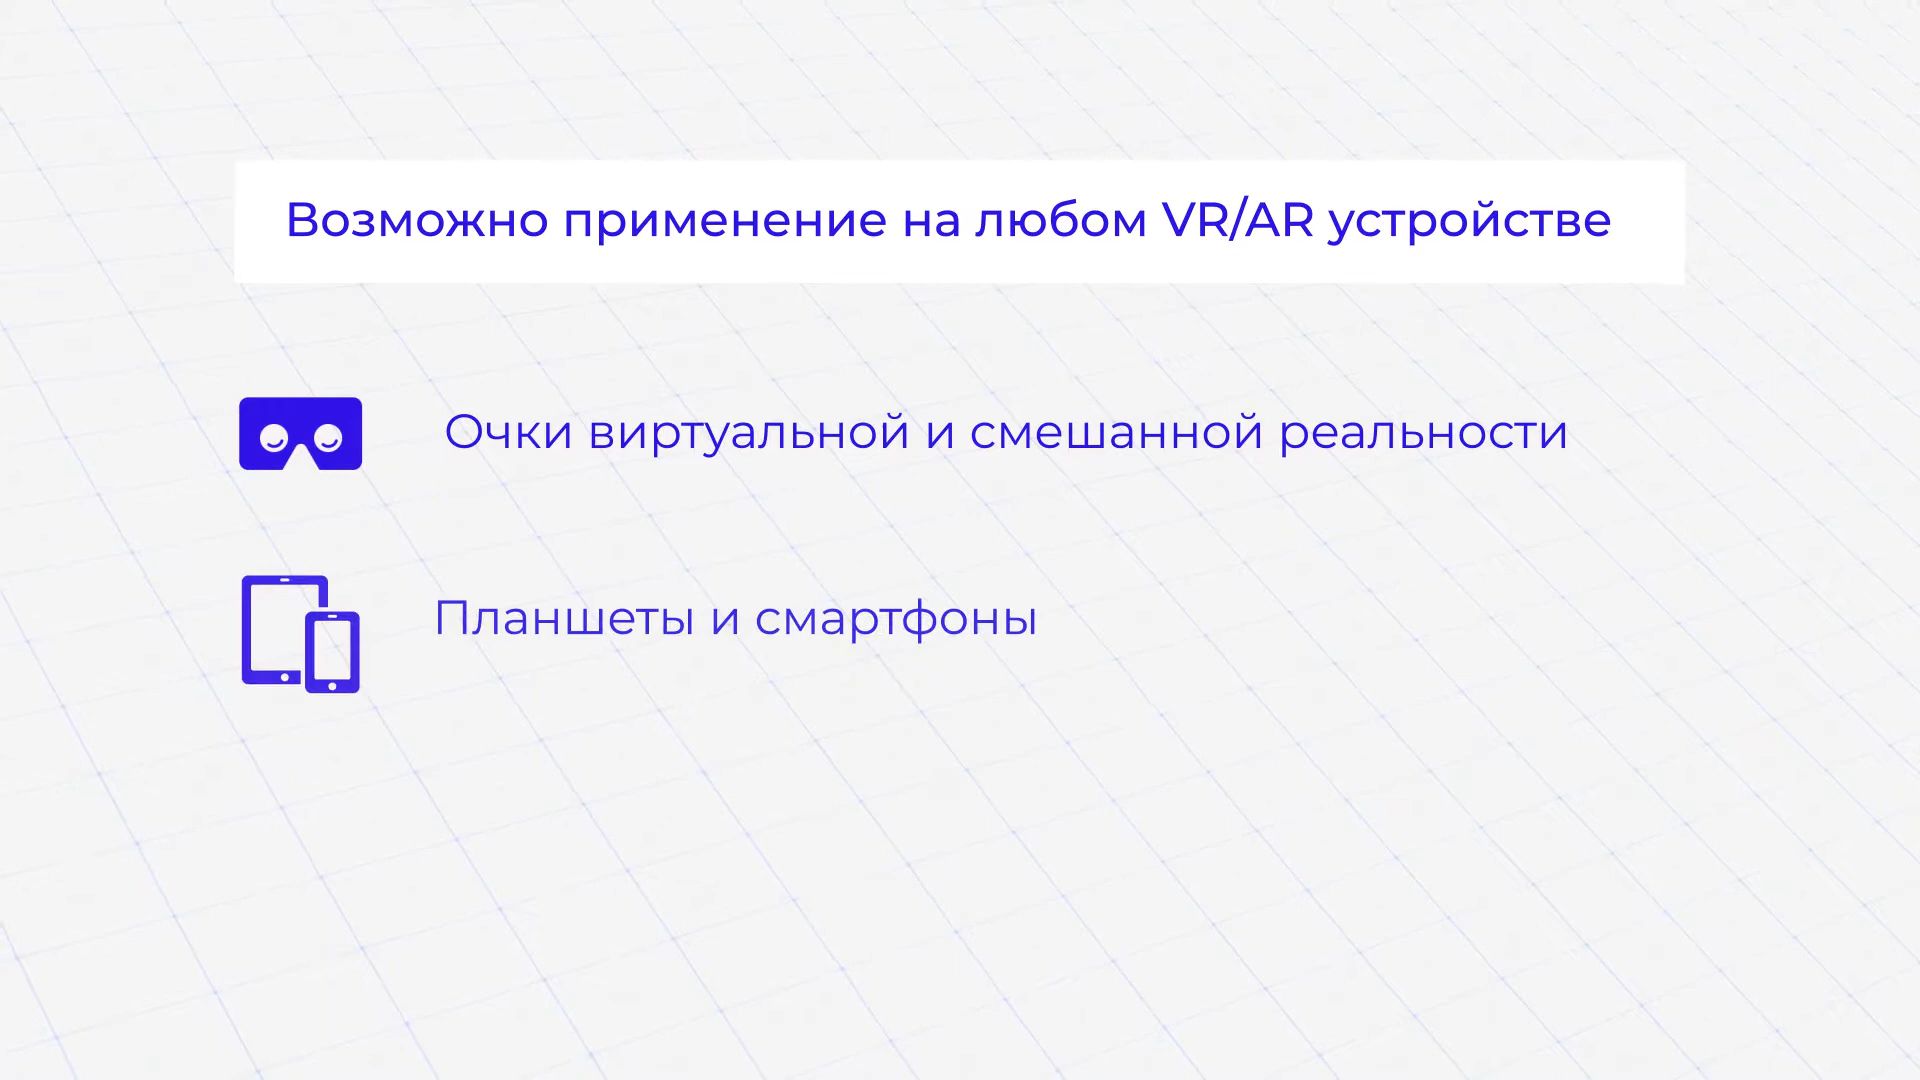 Возможно применение на любом VR/AR устройстве
Очки виртуальной и смешанной реальности
Планшеты и смартфоны